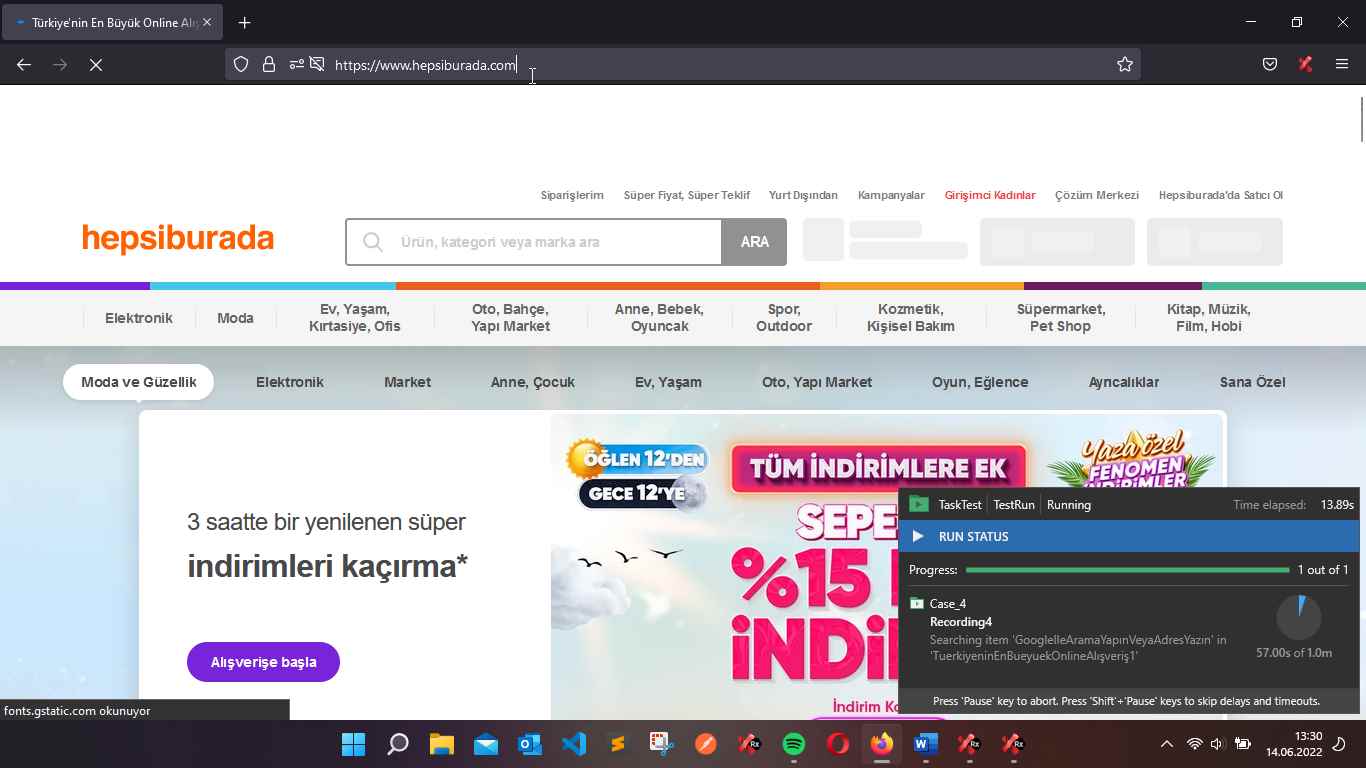 Türkiye'nin En Büyük Online Alış
https://www.hepsiburada.com
Siparişlerim
Süper Fiyat, Süper Teklif
Yurt Dışından
Kampanyalar
Girişimci Kadınlar
Çözüm Merkezi
Hepsiburada'da Satıcı Ol
hepsiburada
Ürün, kategori veya marka ara
ARA
Elektronik
Moda
Ev, Yaşam,
Kırtasiye, Ofis
Oto, Bahçe,
Yapı Market
Anne, Bebek,
Oyuncak
Spor,
Outdoor
Kozmetik,
Kişisel Bakım
Süpermarket,
Pet Shop
Kitap, Müzik,
Film, Hobi
Moda ve Güzellik
Elektronik
Market
Anne, Çocuk
Ev, Yaşam
Oto, Yapı Market
Oyun, Eğlence
Ayrıcalıklar
Sana Özel
3 saatte bir yenilenen süper
indirimleri kaçırma*
Alışverişe başla
ÖĞLEN 12'DEN
GECE 12'YE
TÜM İNDİRİMLERE EK
SEPE
%15
İNDİ
İndirim Ko
Yaza özel
FENOMEN
İNDİRİMLER
TaskTest
TestRun
Running
Time elapsed: 13.89s
RUN STATUS
Progress: 1 out of 1
Case_4
Recording4
Searching item 'GooglelleAramaYapınVeyaAdresYazın' in
'TuerkiyeninEnBueyuekOnlineAlışveriş1'
57.00s of 1.0m
Press 'Pause' key to abort. Press 'Shift'+'Pause' keys to skip delays and timeouts.
fonts.gstatic.com okunuyor
Rx
Rx
Rx
13:30
14.06.2022